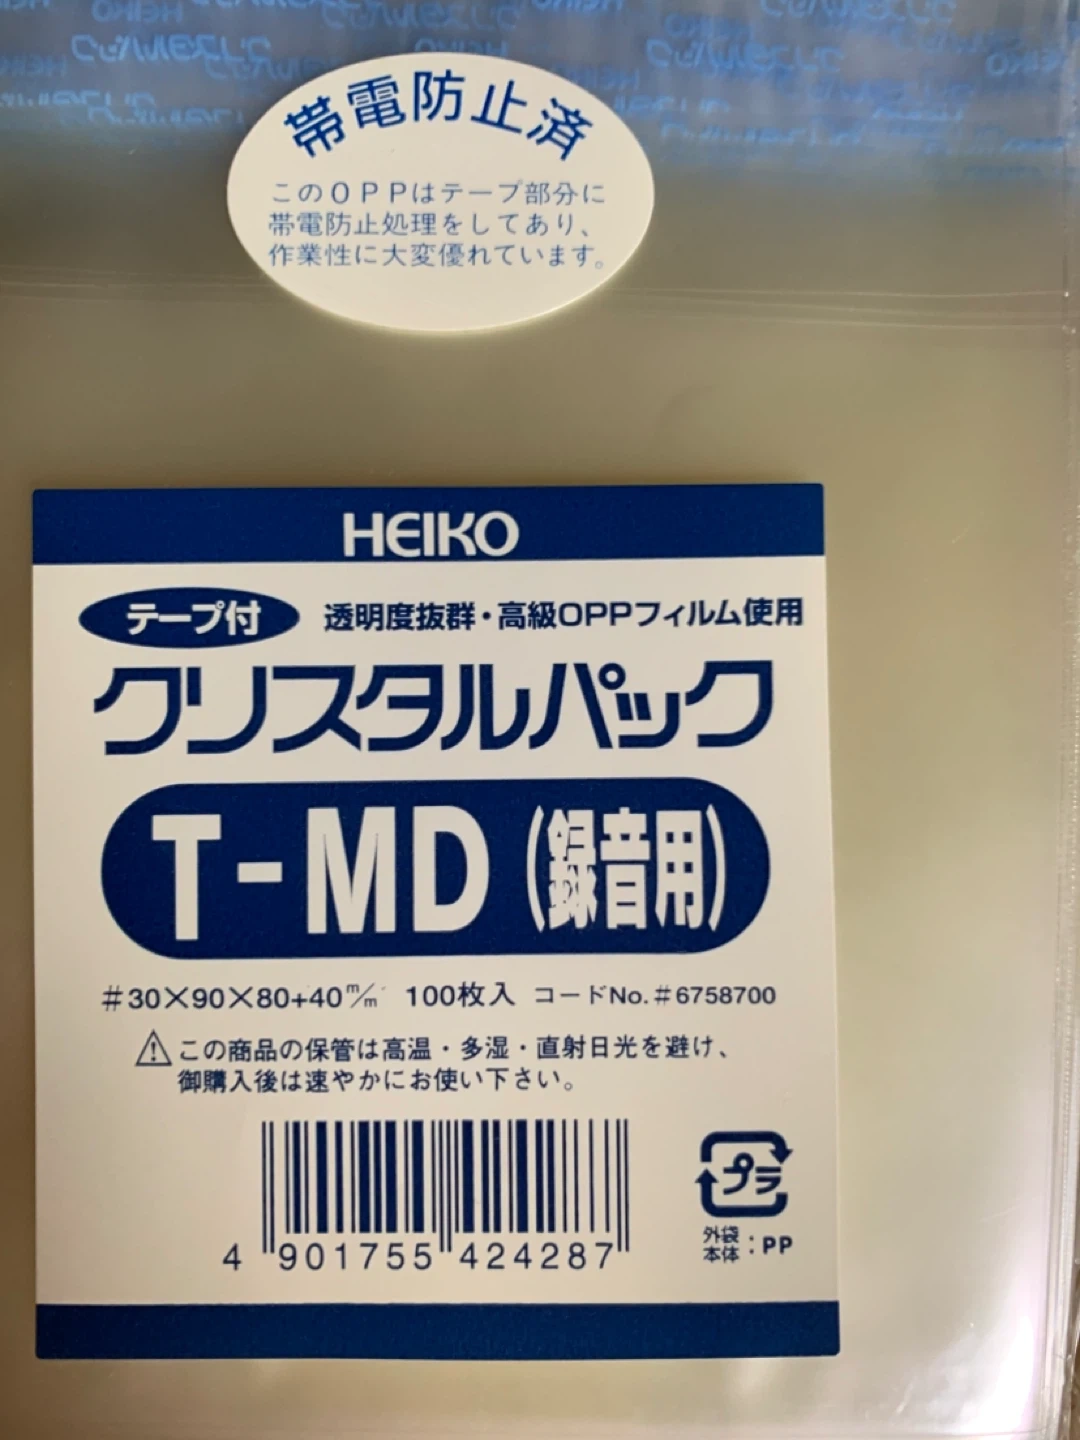 帯電防止済
このOPPはテープ部分に
帯電防止処理をしてあり、
作業性に大変優れています。
HEIKO
テープ付 透明度抜群・高級OPPフィルム使用
クリスタルパック
T-MD(録音用)
#30×90×80+40m/m 100枚入 コードNo.#6758700
この商品の保管は高温・多湿・直射日光を避け、
御購入後は速やかにお使い下さい。
4 901755 424287
プラ
外袋
本体 :PP